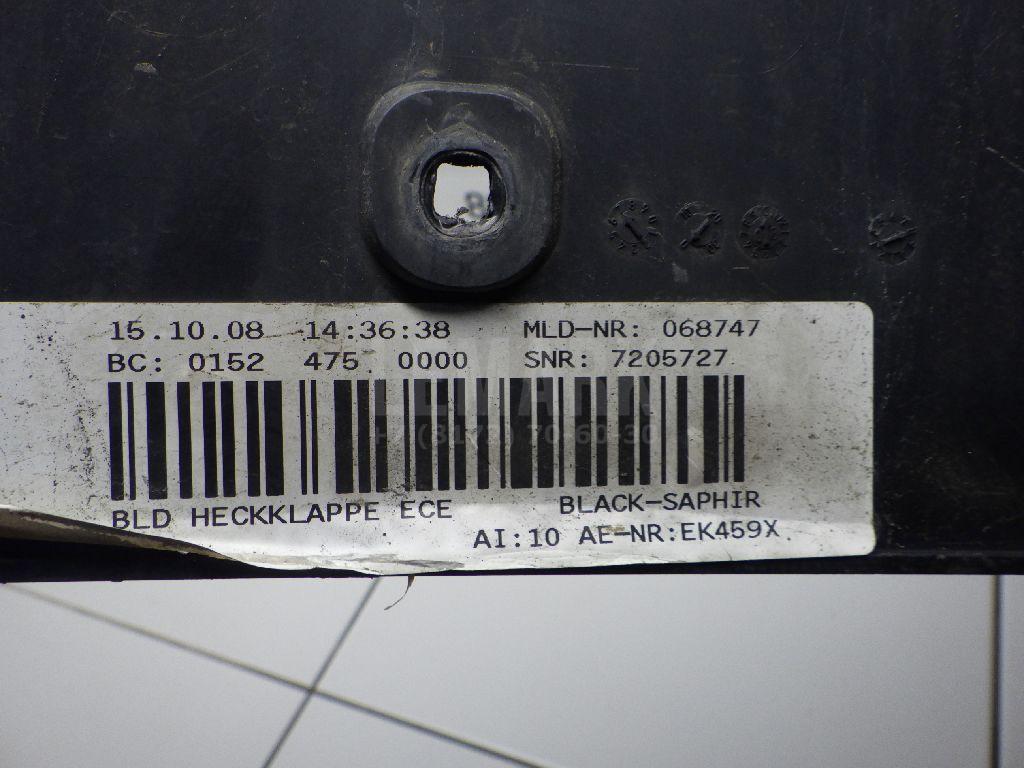 15.10.08 14:36:38 MLD-NR: 068747
BC: 0152 475 0000 SNR: 7205727
BLD HECKKLAPPE ECE BLACK-SAPHIR
AI:10 AE-NR:EK459X